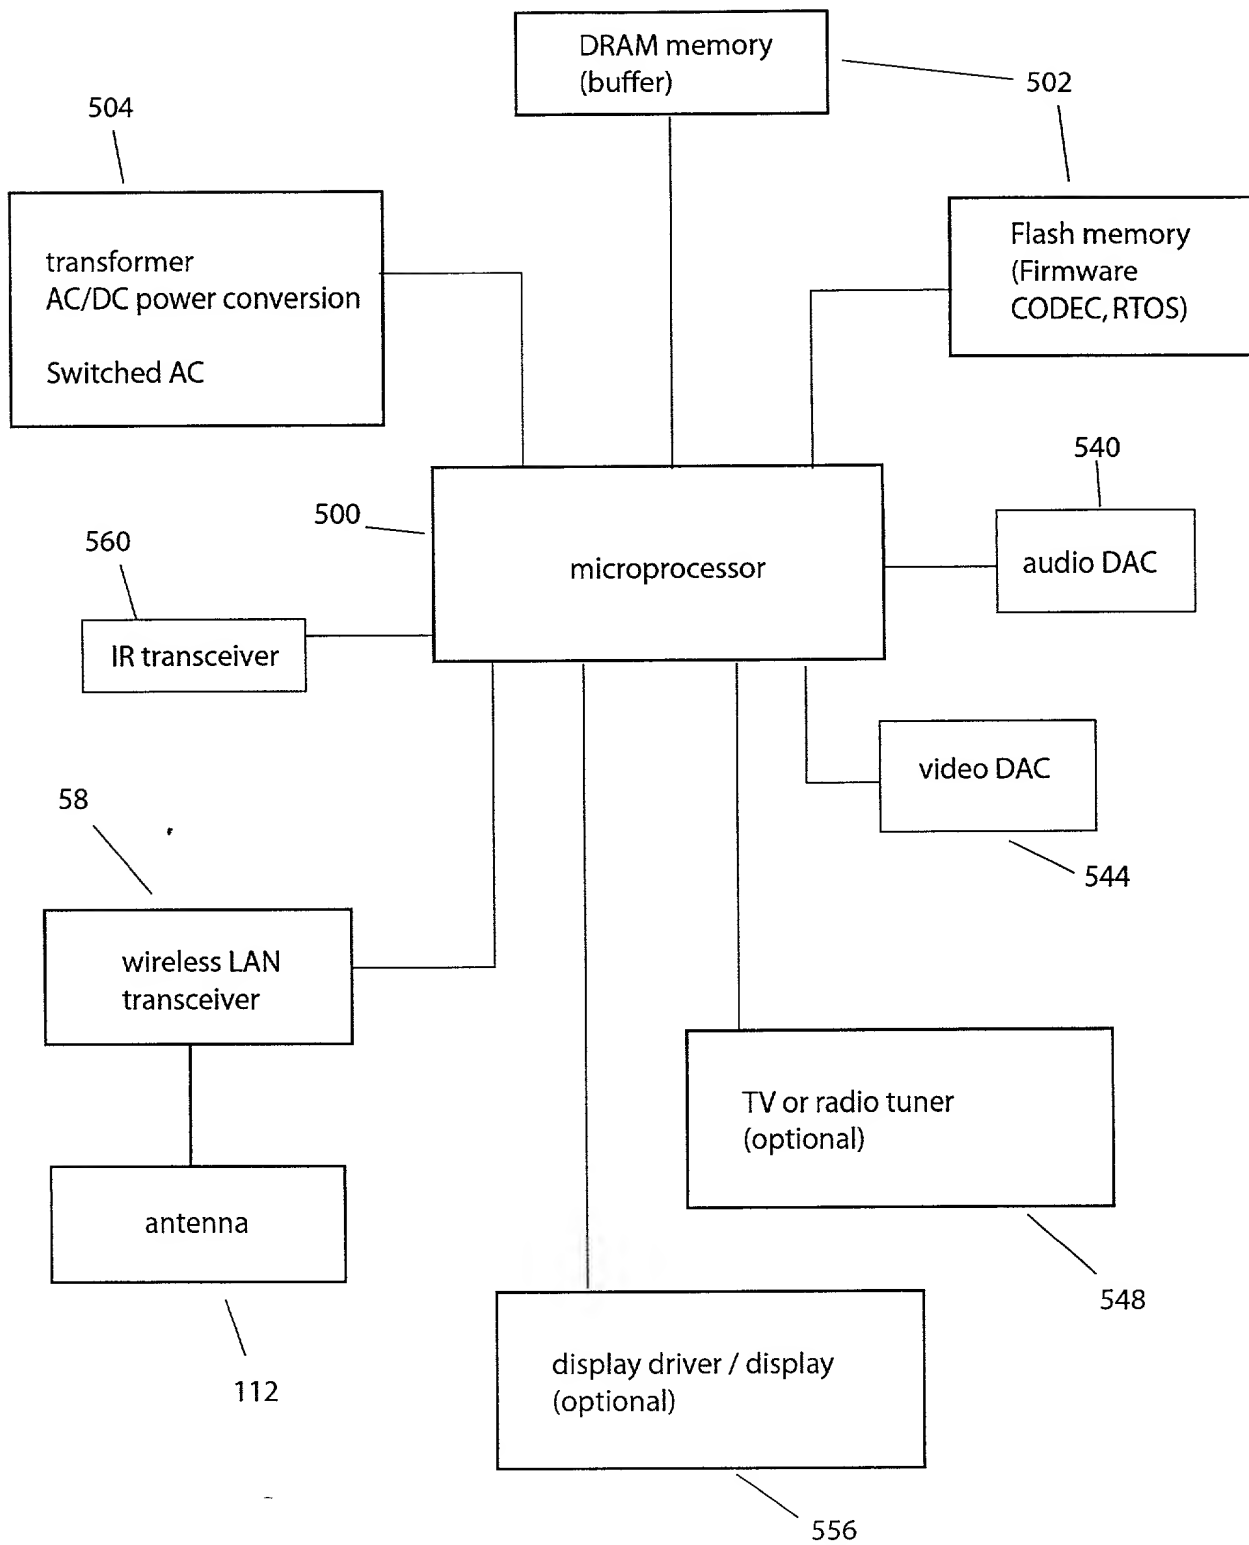 DRAM memory
(buffer)
502
504
transformer
AC/DC power conversion
Switched AC
Flash memory
(Firmware
CODEC, RTOS)
540
500
microprocessor
audio DAC
560
IR transceiver
video DAC
544
58
wireless LAN
transceiver
TV or radio tuner
(optional)
548
antenna
112
display driver / display
(optional)
556